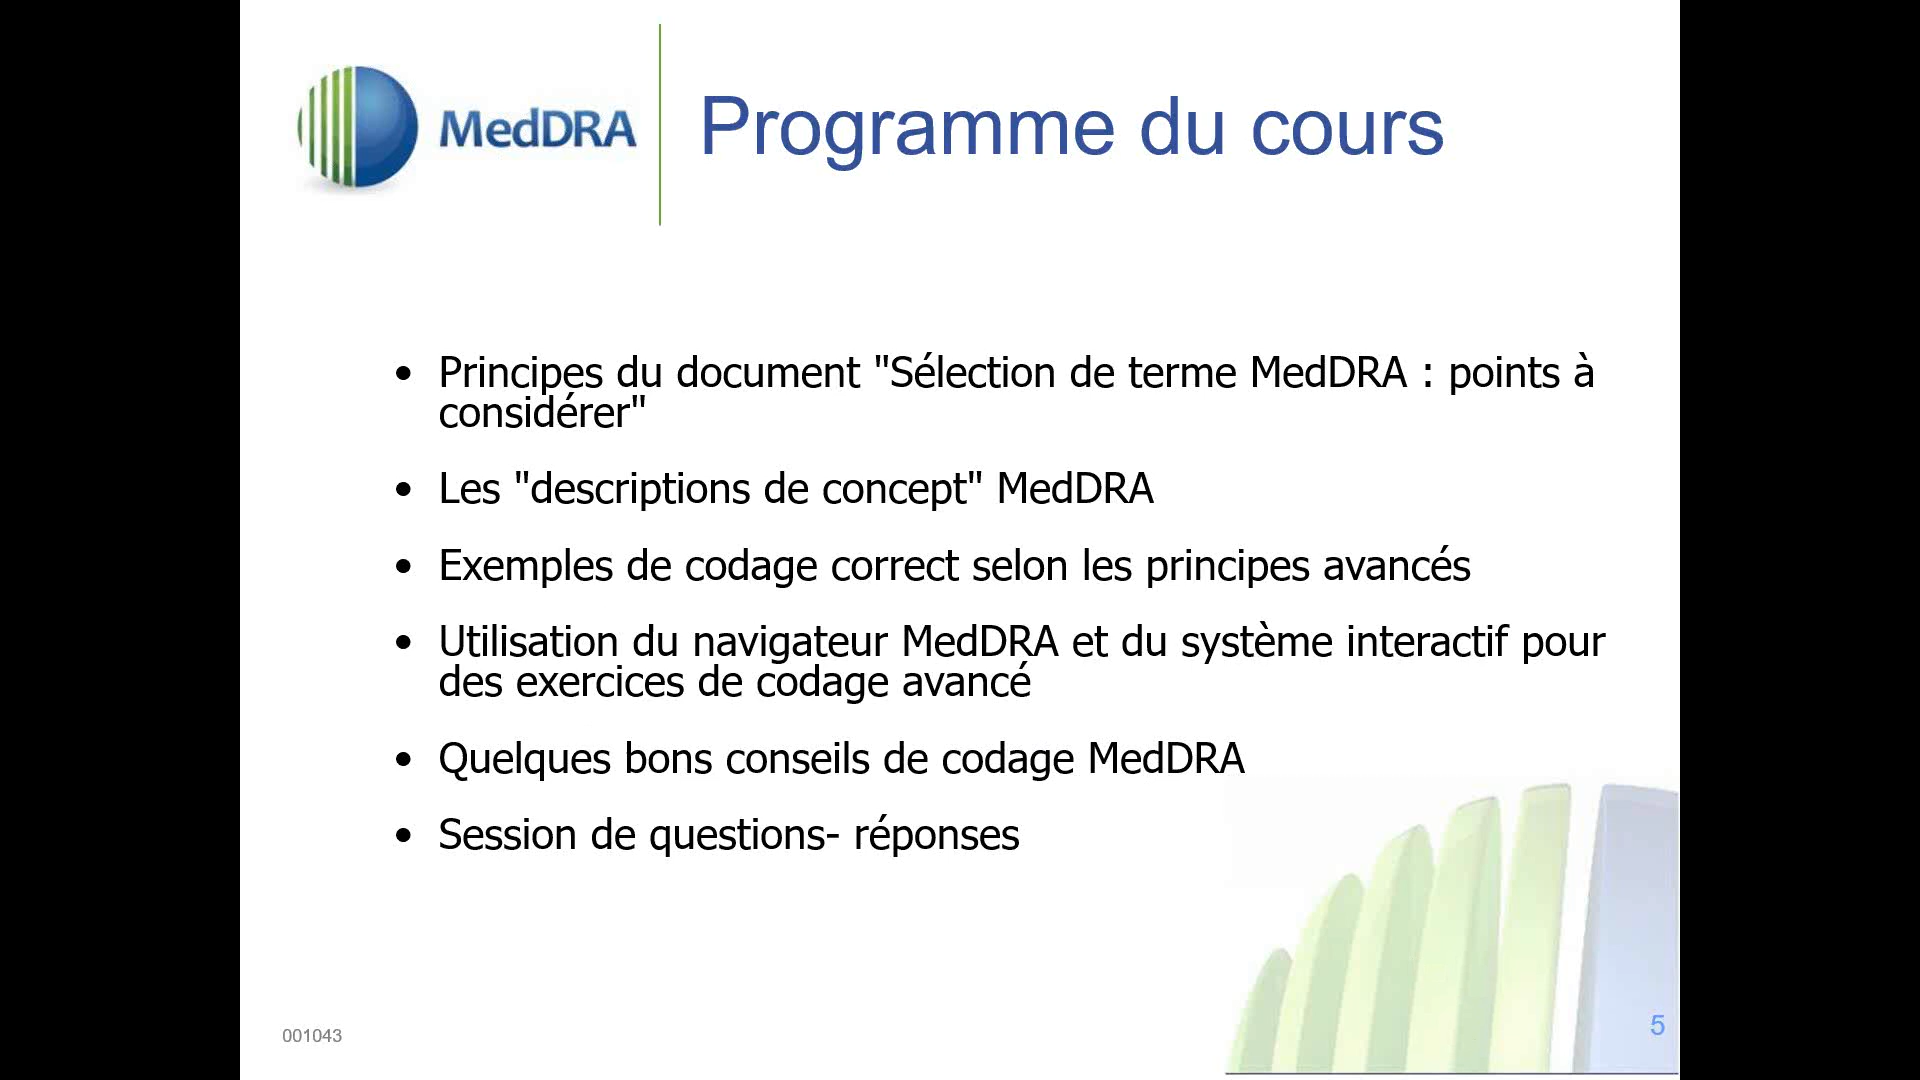 MedDRA
Programme du cours
• Principes du document "Sélection de terme MedDRA : points à
considérer"
• Les "descriptions de concept" MedDRA
• Exemples de codage correct selon les principes avancés
• Utilisation du navigateur MedDRA et du système interactif pour
des exercices de codage avancé
• Quelques bons conseils de codage MedDRA
• Session de questions- réponses
001043
5